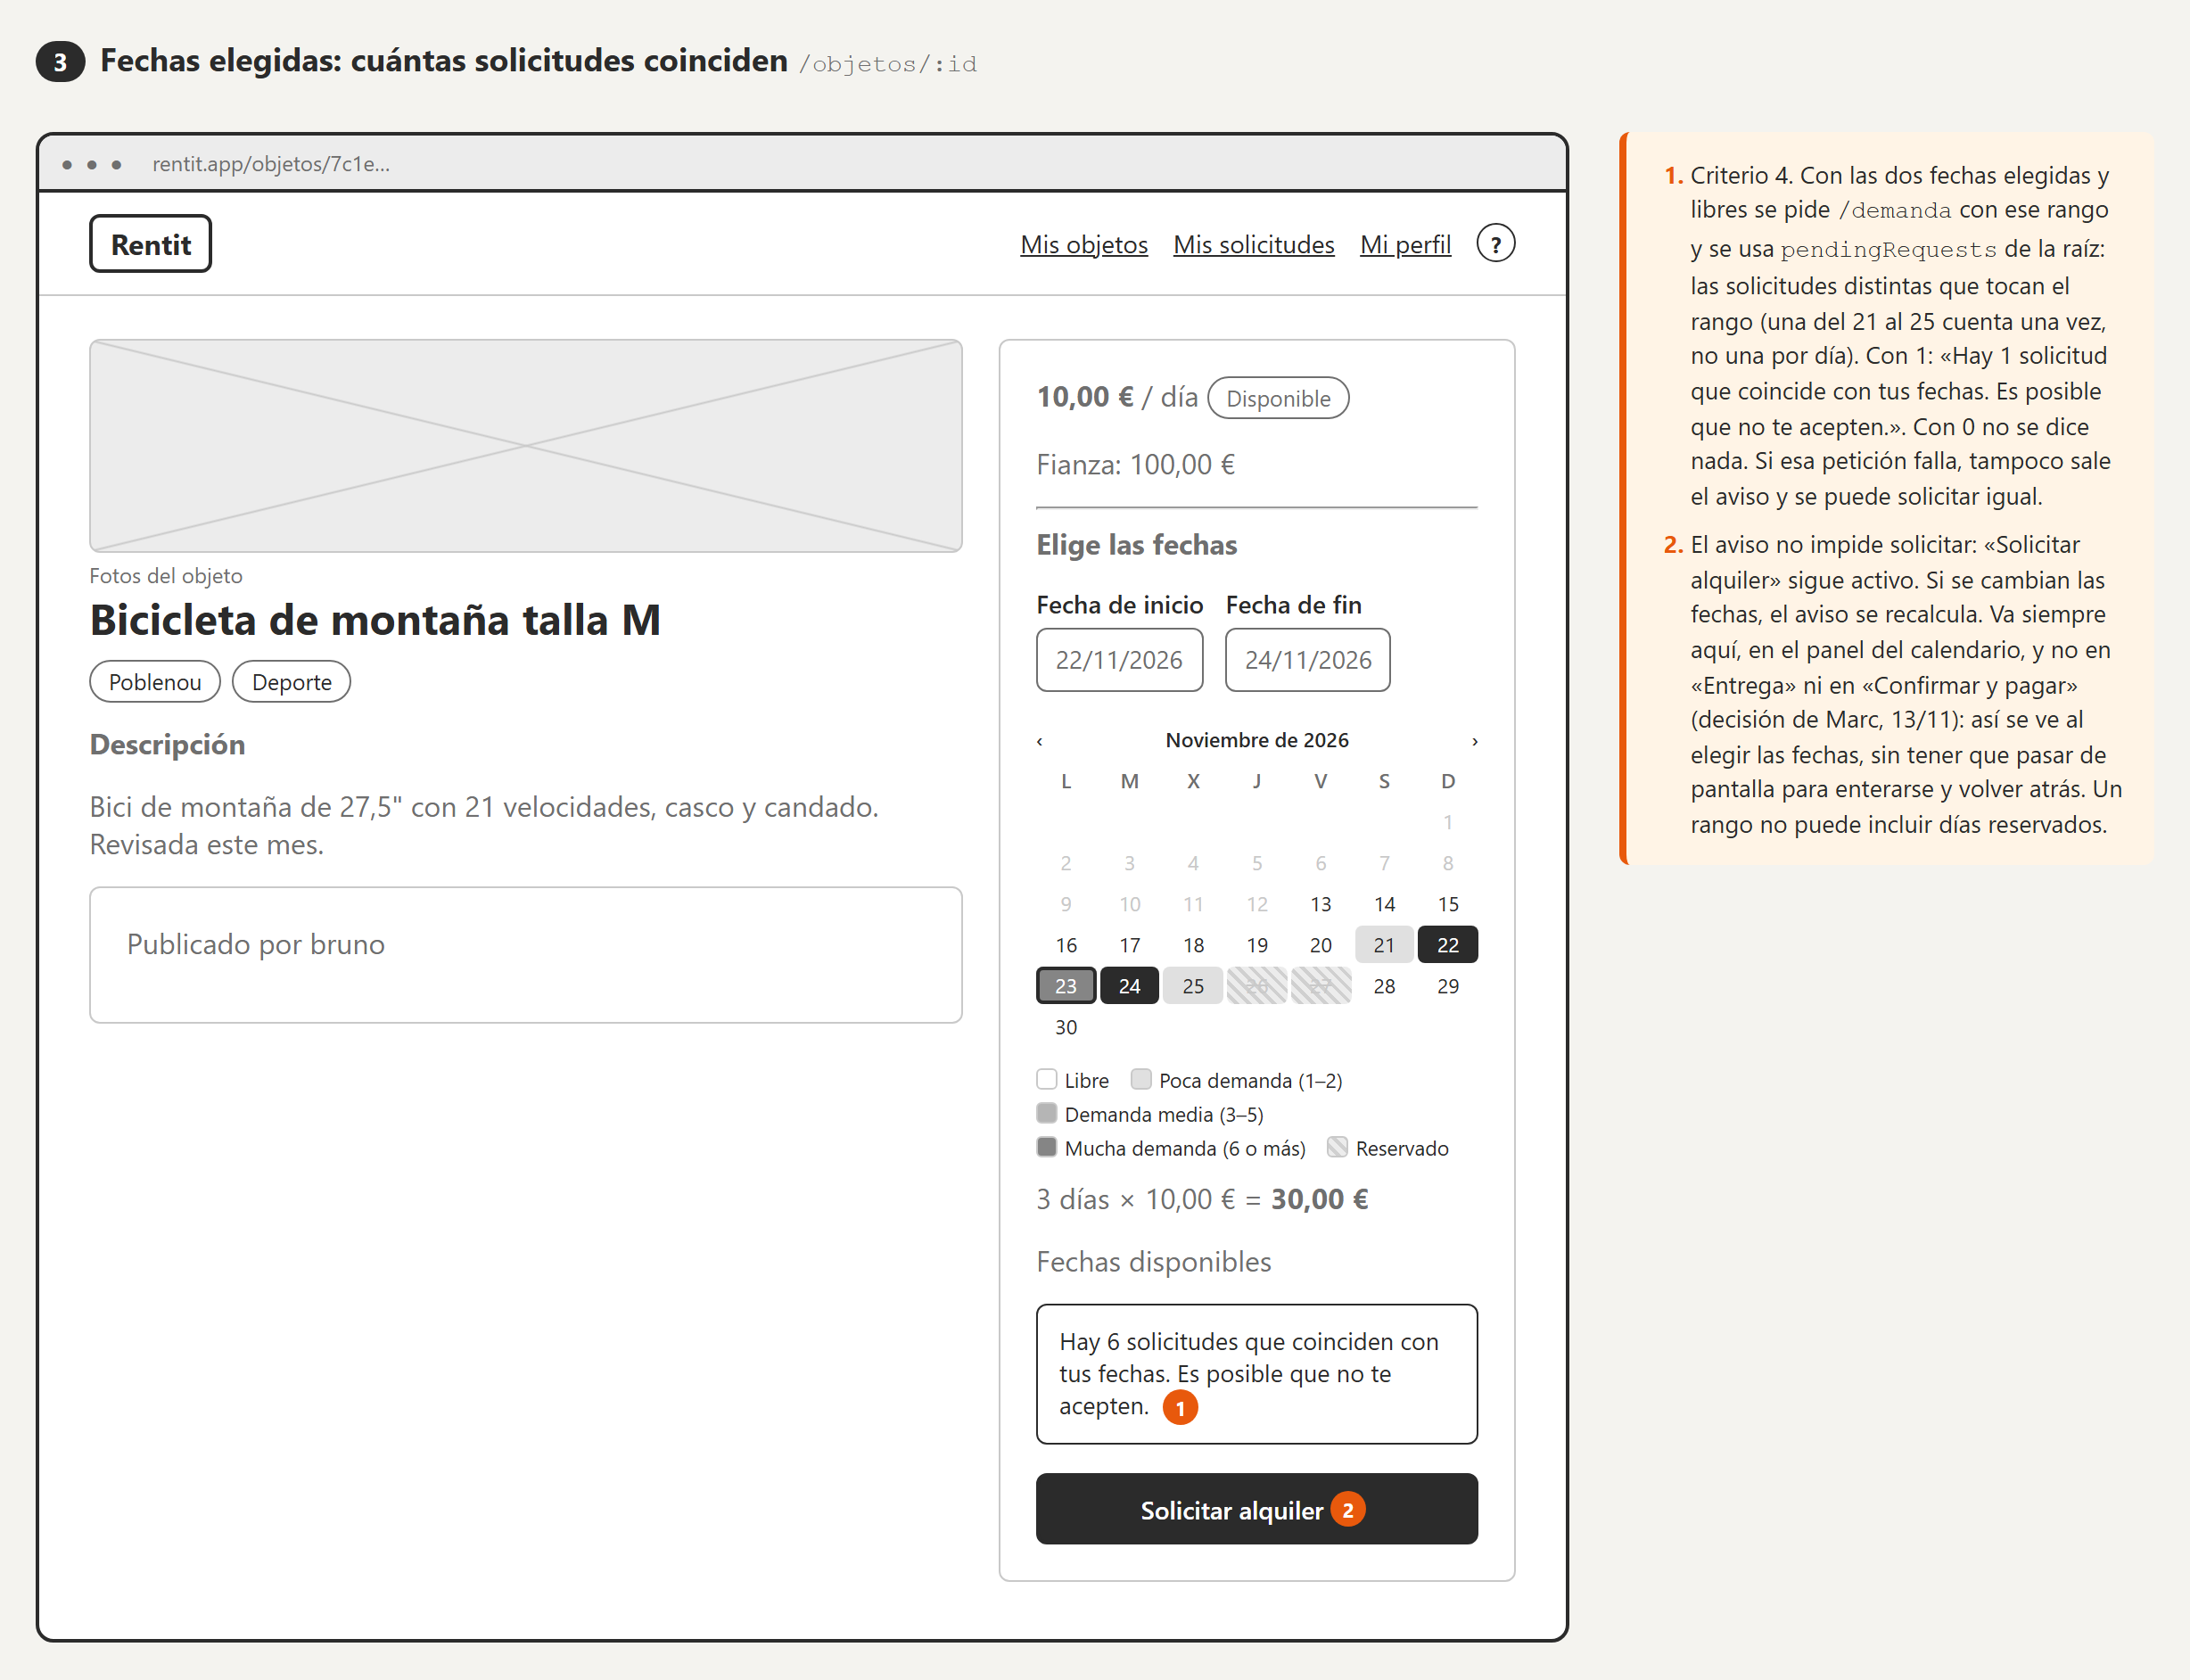 3 Fechas elegidas: cuántas solicitudes coinciden /objetos/:id
rentit.app/objetos/7c1e...
Rentit
Mis objetos Mis solicitudes Mi perfil ?
Fotos del objeto
Bicicleta de montaña talla M
Poblenou Deporte
Descripción
Bici de montaña de 27,5" con 21 velocidades, casco y candado.
Revisada este mes.
Publicado por bruno
10,00 € / día Disponible
Fianza: 100,00 €
Elige las fechas
Fecha de inicio Fecha de fin
22/11/2026 24/11/2026
‹ Noviembre de 2026 ›
L M X J V S D
1
2 3 4 5 6 7 8
9 10 11 12 13 14 15
16 17 18 19 20 21 22
23 24 25 26 27 28 29
30
Libre Poca demanda (1–2)
Demanda media (3–5)
Mucha demanda (6 o más) Reservado
3 días × 10,00 € = 30,00 €
Fechas disponibles
Hay 6 solicitudes que coinciden con
tus fechas. Es posible que no te
acepten. 1
Solicitar alquiler 2
1. Criterio 4. Con las dos fechas elegidas y
libres se pide /demanda con ese rango
y se usa pendingRequests de la raíz:
las solicitudes distintas que tocan el
rango (una del 21 al 25 cuenta una vez,
no una por día). Con 1: «Hay 1 solicitud
que coincide con tus fechas. Es posible
que no te acepten.». Con 0 no se dice
nada. Si esa petición falla, tampoco sale
el aviso y se puede solicitar igual.
2. El aviso no impide solicitar: «Solicitar
alquiler» sigue activo. Si se cambian las
fechas, el aviso se recalcula. Va siempre
aquí, en el panel del calendario, y no en
«Entrega» ni en «Confirmar y pagar»
(decisión de Marc, 13/11): así se ve al
elegir las fechas, sin tener que pasar de
pantalla para enterarse y volver atrás. Un
rango no puede incluir días reservados.